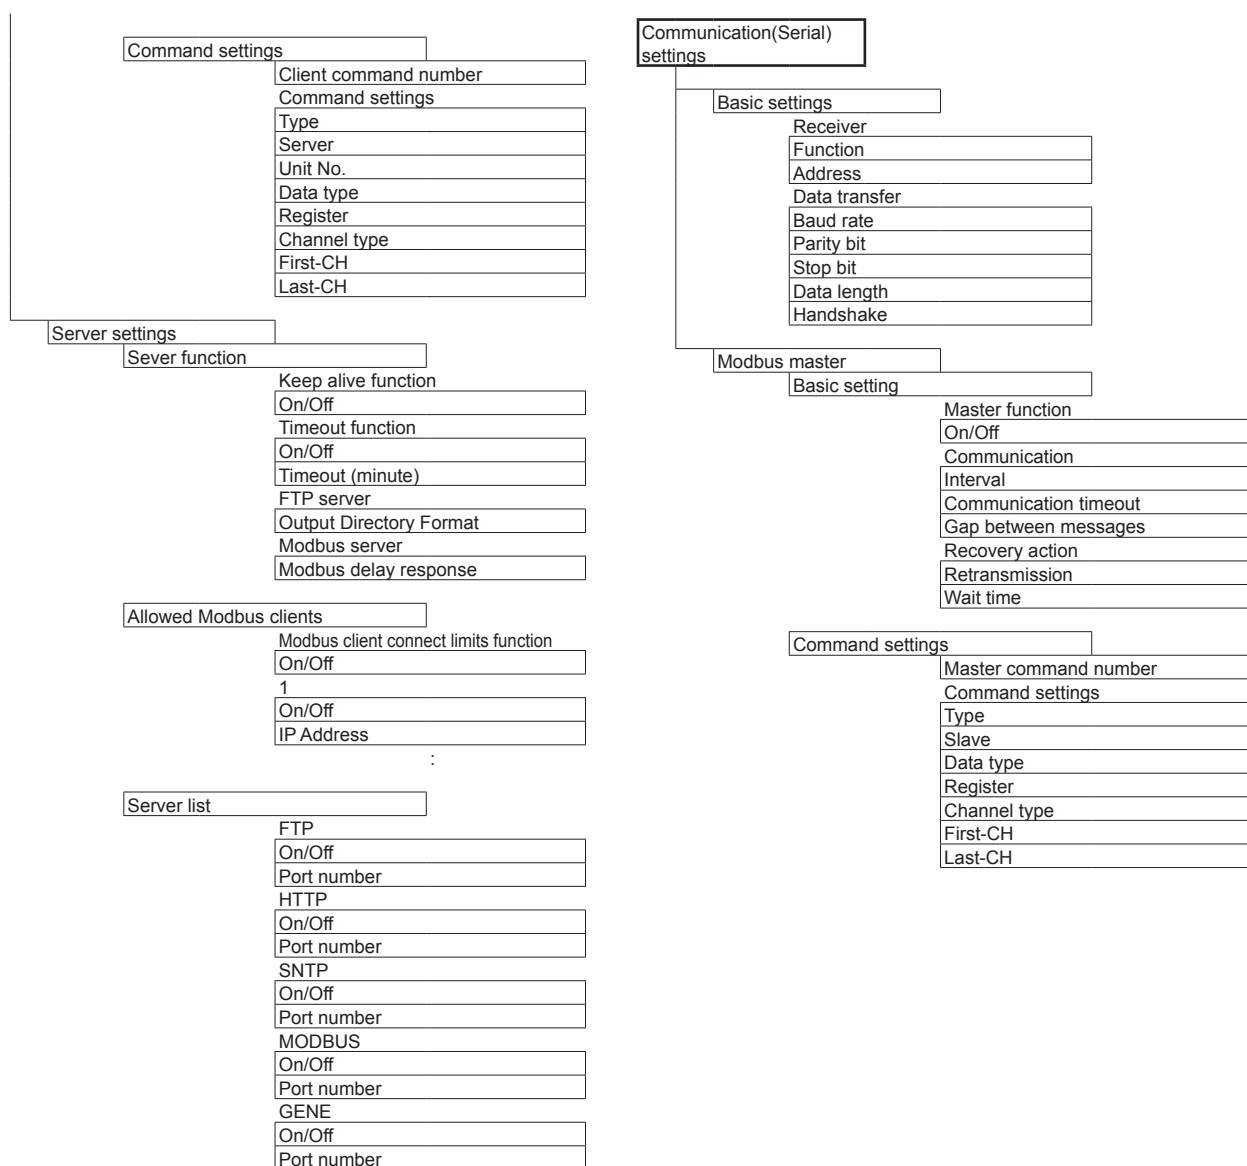 Command settings
Client command number
Command settings
Type
Server
Unit No.
Data type
Register
Channel type
First-CH
Last-CH
Server settings
Sever function
Keep alive function
On/Off
Timeout function
On/Off
Timeout (minute)
FTP server
Output Directory Format
Modbus server
Modbus delay response
Allowed Modbus clients
Modbus client connect limits function
On/Off
1
On/Off
IP Address
:
Server list
FTP
On/Off
Port number
HTTP
On/Off
Port number
SNTP
On/Off
Port number
MODBUS
On/Off
Port number
GENE
On/Off
Port number
Communication(Serial)
settings
Basic settings
Receiver
Function
Address
Data transfer
Baud rate
Parity bit
Stop bit
Data length
Handshake
Modbus master
Basic setting
Master function
On/Off
Communication
Interval
Communication timeout
Gap between messages
Recovery action
Retransmission
Wait time
Command settings
Master command number
Command settings
Type
Slave
Data type
Register
Channel type
First-CH
Last-CH